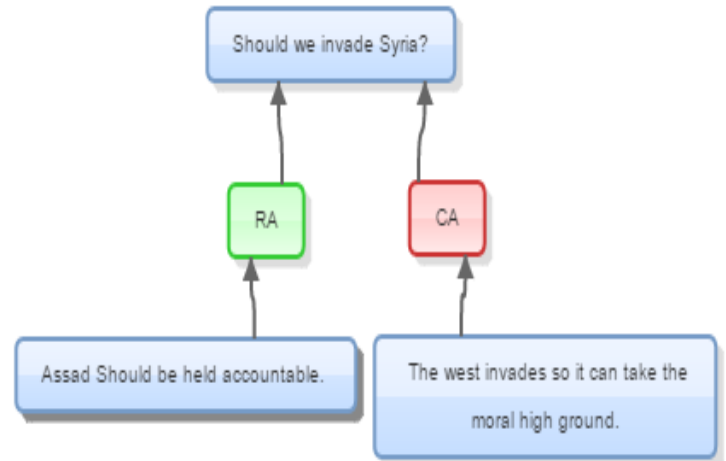 Should we invade Syria?
RA
CA
Assad Should be held accountable.
The west invades so it can take the
moral high ground.